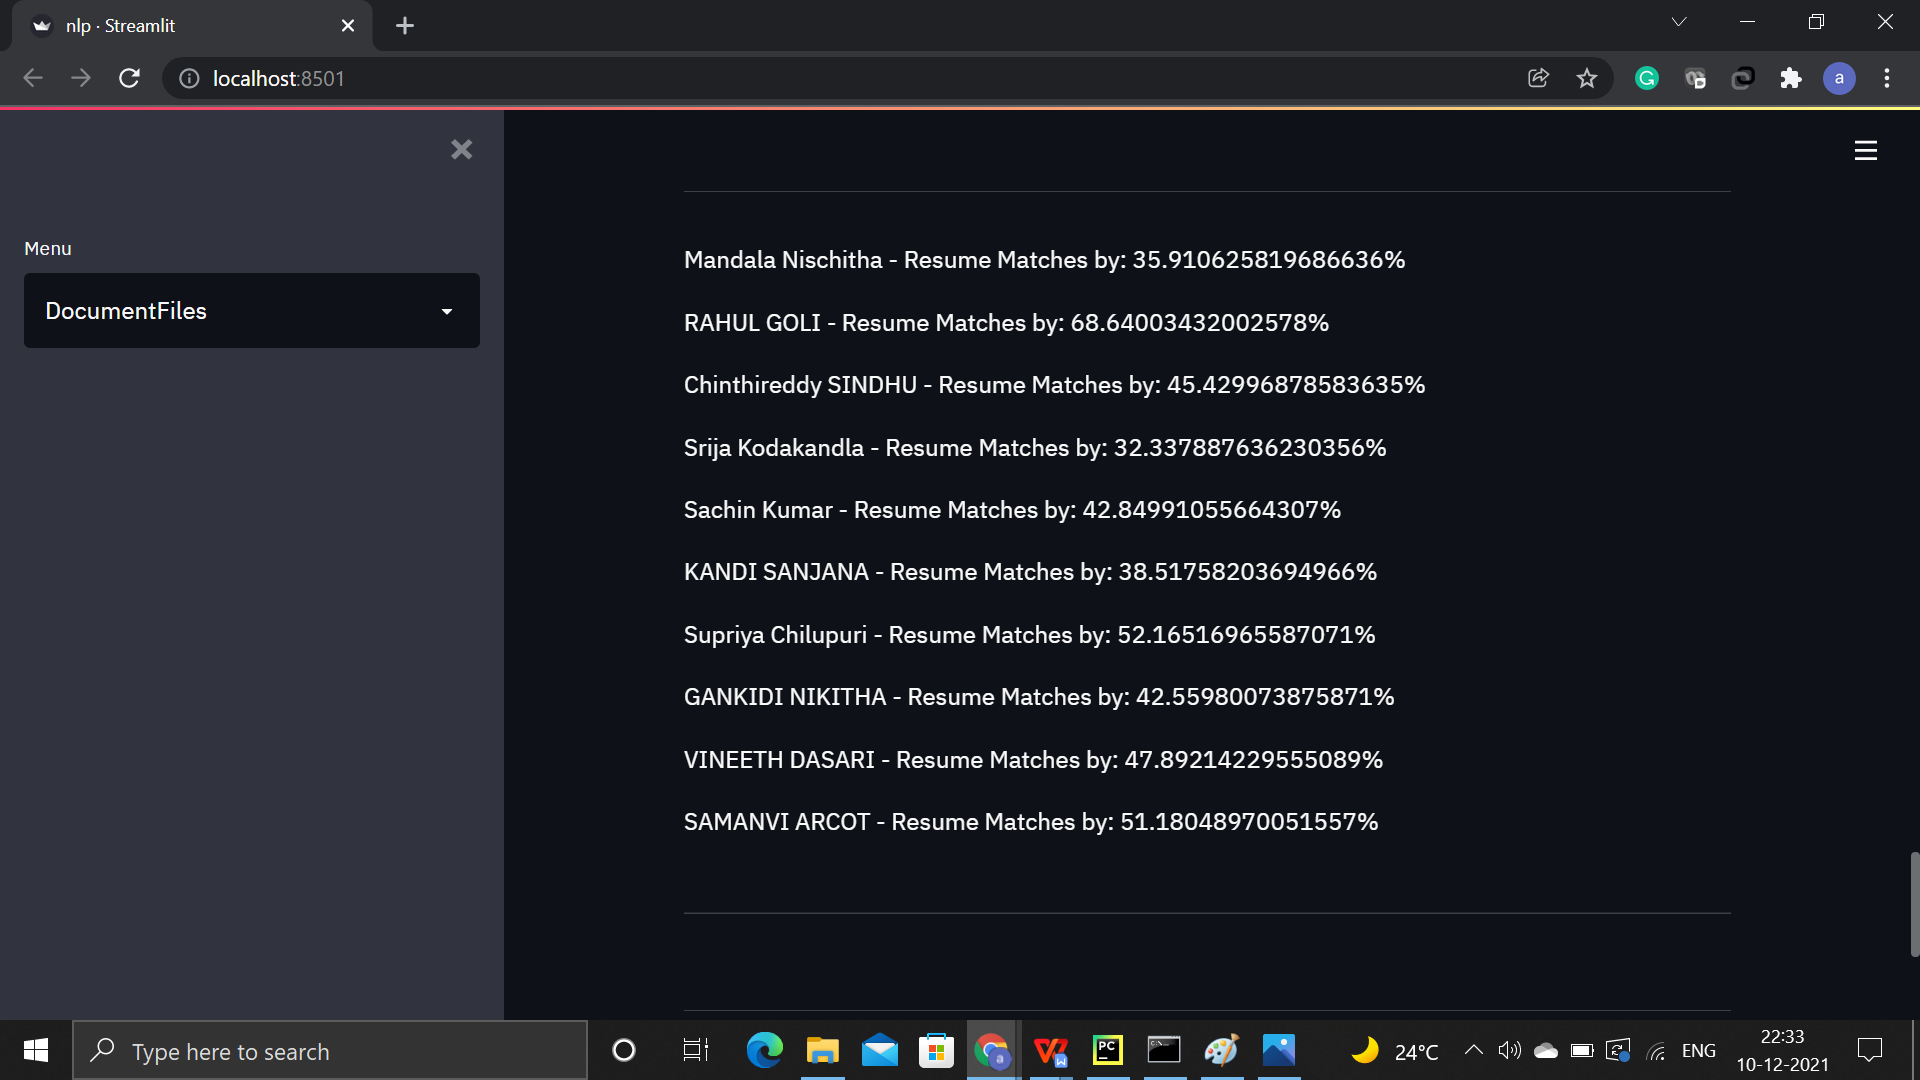 nlp · Streamlit
localhost:8501
a
Menu
DocumentFiles
Mandala Nischitha - Resume Matches by: 35.910625819686636%
RAHUL GOLI - Resume Matches by: 68.64003432002578%
Chinthireddy SINDHU - Resume Matches by: 45.42996878583635%
Srija Kodakandla - Resume Matches by: 32.337887636230356%
Sachin Kumar - Resume Matches by: 42.84991055664307%
KANDI SANJANA - Resume Matches by: 38.51758203694966%
Supriya Chilupuri - Resume Matches by: 52.16516965587071%
GANKIDI NIKITHA - Resume Matches by: 42.55980073875871%
VINEETH DASARI - Resume Matches by: 47.892142229555089%
SAMANVI ARCOT - Resume Matches by: 51.18048970051557%
Type here to search
PC
24°C
ENG
22:33
10-12-2021